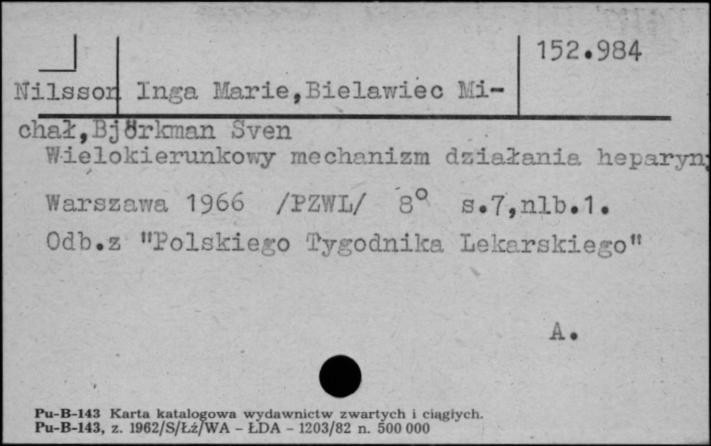 152.984
Nilsson Inga Marie,Bielawiec Mi-
chał,Björkman Sven
Wielokierunkowy mechanizm działania heparyny
Warszawa 1966 /PZWL/ 8° s.7,nlb.1.
Odb.z "Polskiego Tygodnika Lekarskiego"
A.
Pu-B-143 Karta katalogowa wydawnictw zwartych i ciągłych.
Pu-B-143, z. 1962/S/Łź/WA - ŁDA - 1203/82 n. 500 000